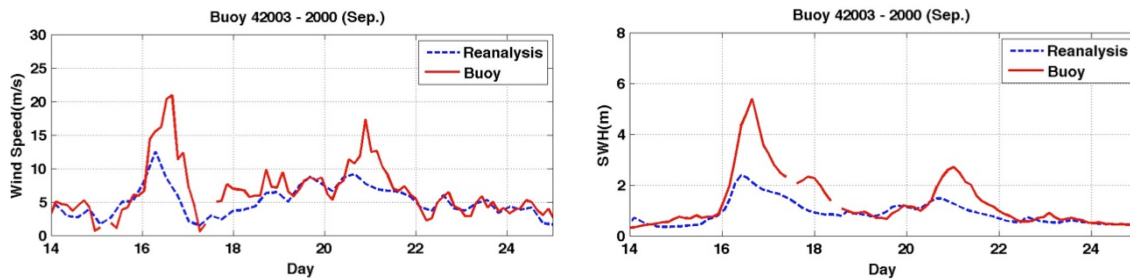 Buoy 42003 - 2000 (Sep.)
30
25
20
15
10
5
0
Wind Speed(m/s)
Reanalysis
Buoy
14 16 18 20 22 24
Day
Buoy 42003 - 2000 (Sep.)
8
6
4
2
0
SWH(m)
Reanalysis
Buoy
14 16 18 20 22 24
Day